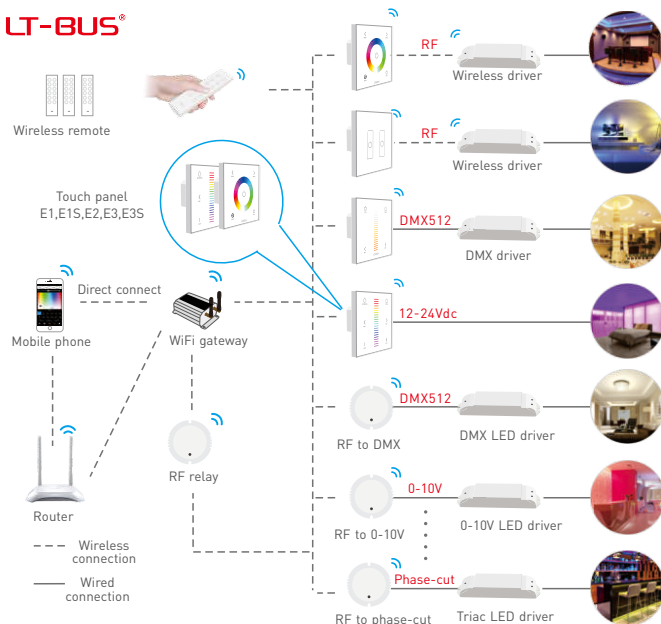 LT-BUS®
Wireless remote
Touch panel
E1,E1S,E2,E3,E3S
Direct connect
Mobile phone
WiFi gateway
RF relay
Router
Wireless
connection
Wired
connection
RF
Wireless driver
RF
Wireless driver
DMX512
DMX driver
12-24Vdc
DMX512
RF to DMX
DMX LED driver
0-10V
RF to 0-10V
0-10V LED driver
Phase-cut
RF to phase-cut
Triac LED driver